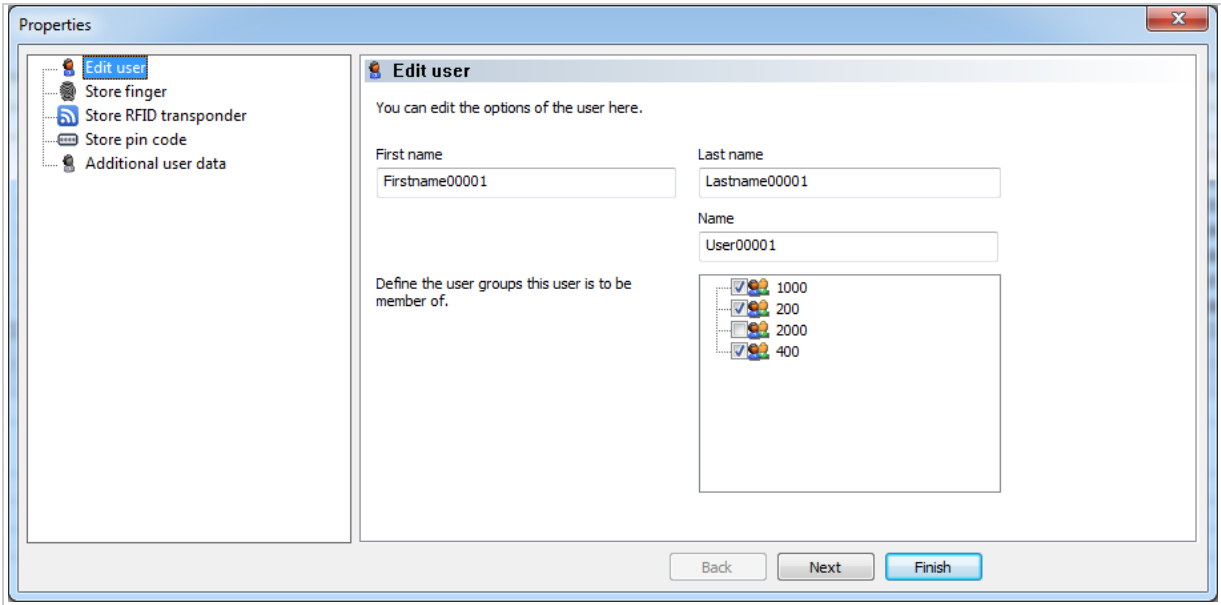 Properties
Edit user
Store finger
Store RFID transponder
Store pin code
Additional user data
Edit user
You can edit the options of the user here.
First name
Last name
Firstname00001
Lastname00001
Name
User00001
Define the user groups this user is to be
member of.
1000
200
2000
400
Back
Next
Finish